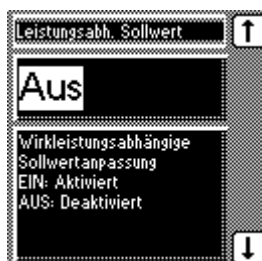 Leistungsabh. Sollwert
Aus
Wirkleistungsabhängige
Sollwertanpassung
EIN: Aktiviert
AUS: Deaktiviert